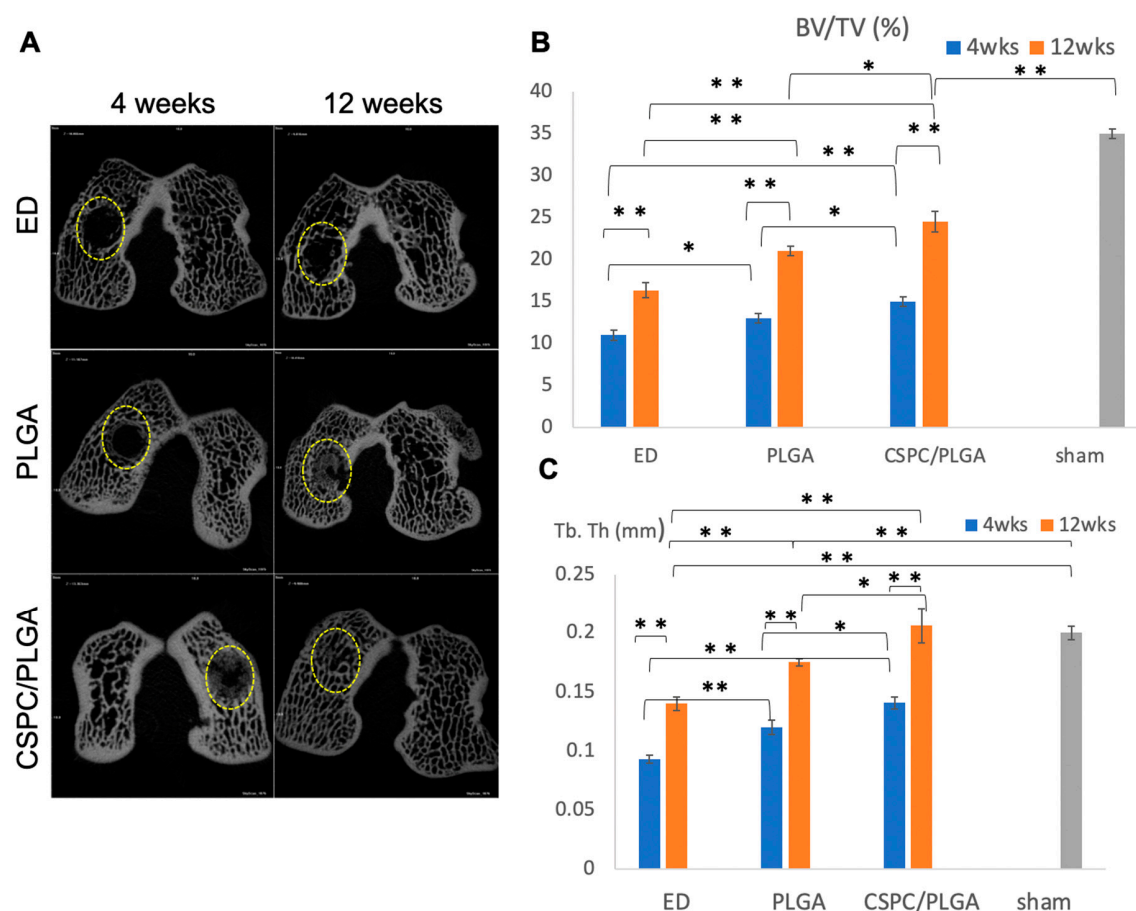 A
4 weeks 12 weeks
ED
PLGA
CSPC/PLGA
B
BV/TV (%)
4wks 12wks
* *
*
* *
* *
* *
* *
* *
* *
*
*
40
35
30
25
20
15
10
5
0
ED PLGA CSPC/PLGA sham
C
Tb. Th (mm)
4wks 12wks
* *
* * * *
* *
* *
*
* *
* *
*
* *
**
0.25
0.2
0.15
0.1
0.05
0
ED PLGA CSPC/PLGA sham